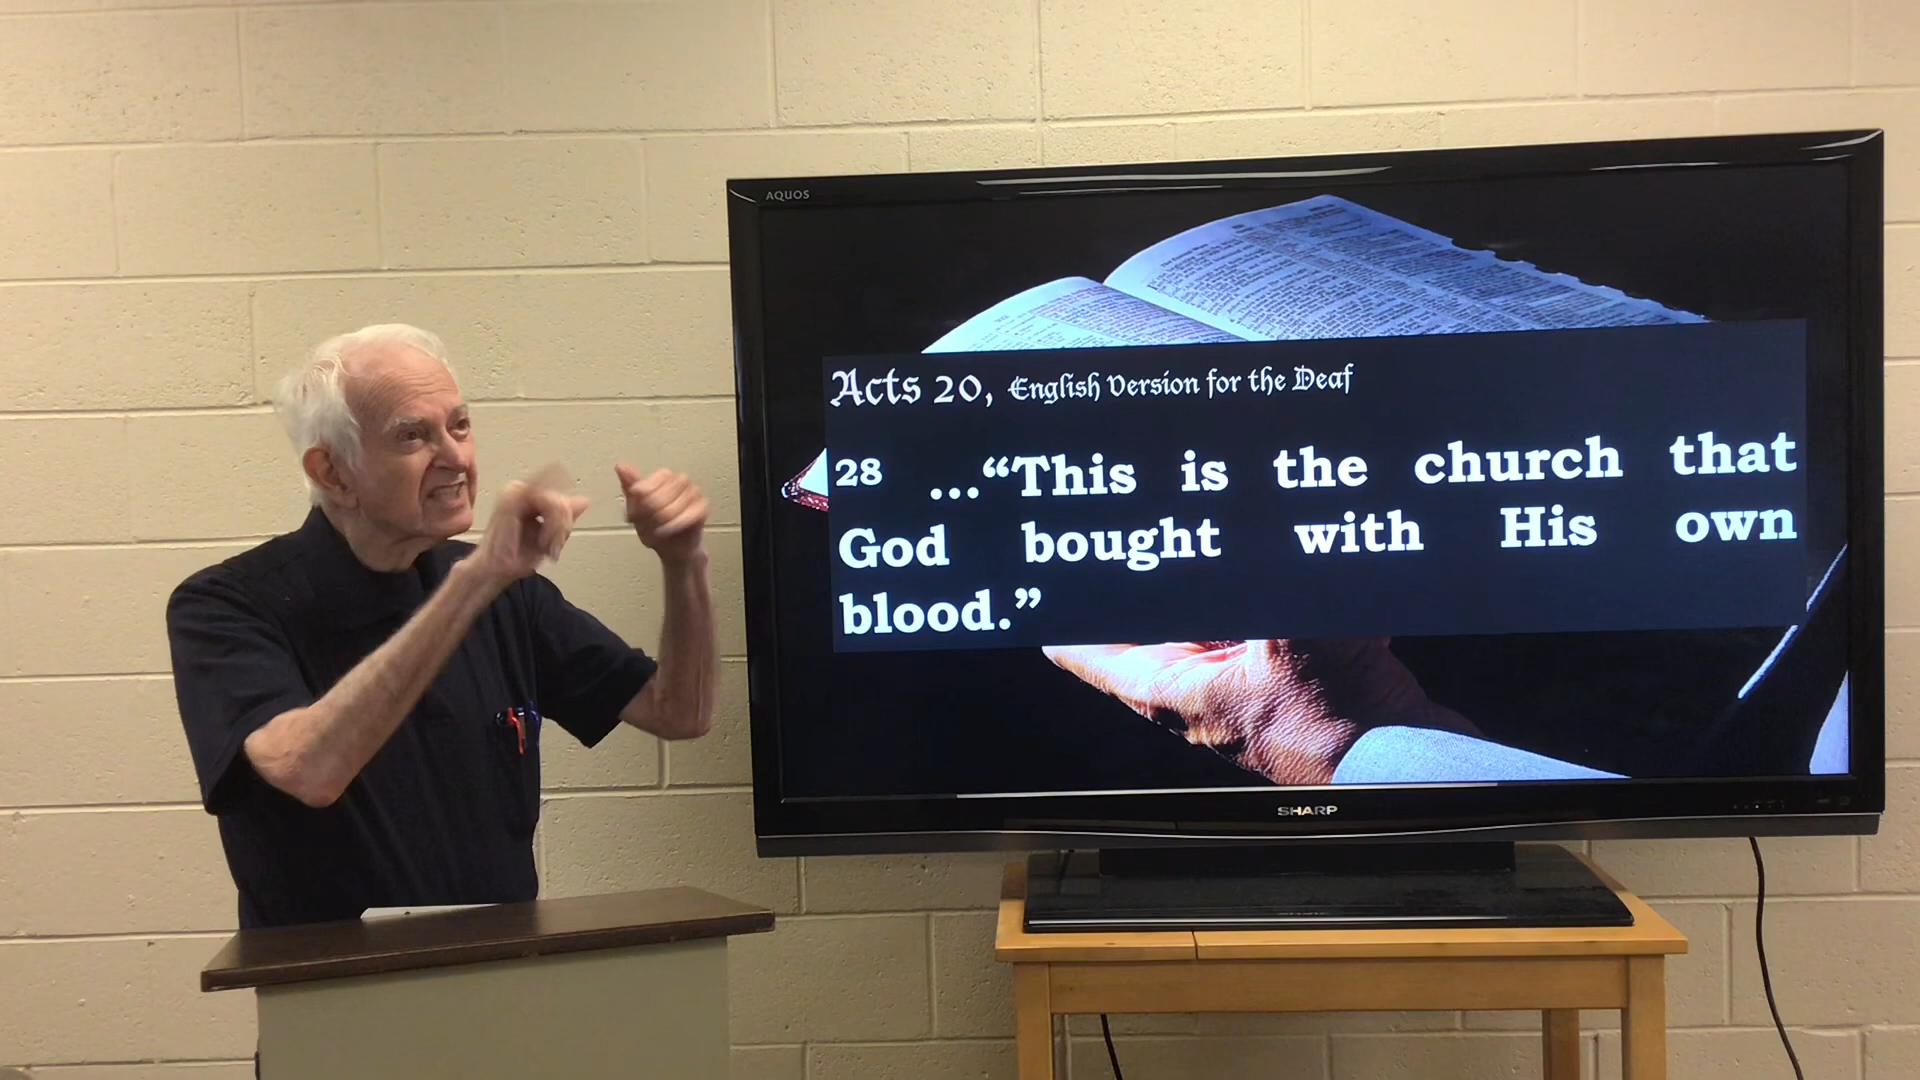 AQUOS
Acts 20, English Version for the Deaf
28 ...“This is the church that
God bought with His own
blood.”
SHARP